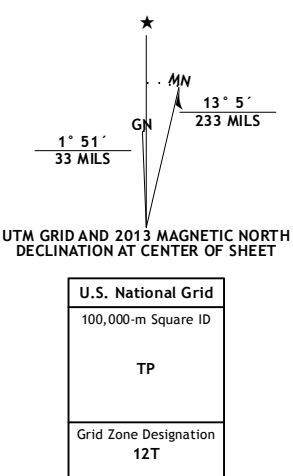 ★
MN
13° 5´
233 MILS
GN
1° 51´
33 MILS
UTM GRID AND 2013 MAGNETIC NORTH
DECLINATION AT CENTER OF SHEET
U.S. National Grid
100,000-m Square ID
TP
Grid Zone Designation
12T